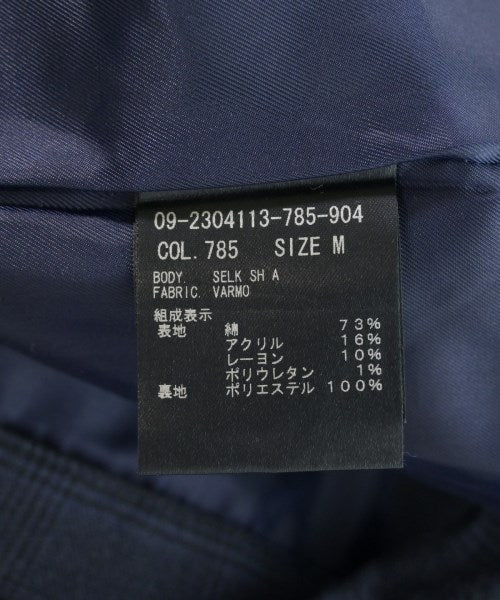 09-2304113-785-904
COL. 785 SIZE M
BODY SELK SH A
FABRIC VARMO
組成表示
表地 綿 73%
アクリル 16%
レーヨン 10%
ポリウレタン 1%
裏地 ポリエステル 100%